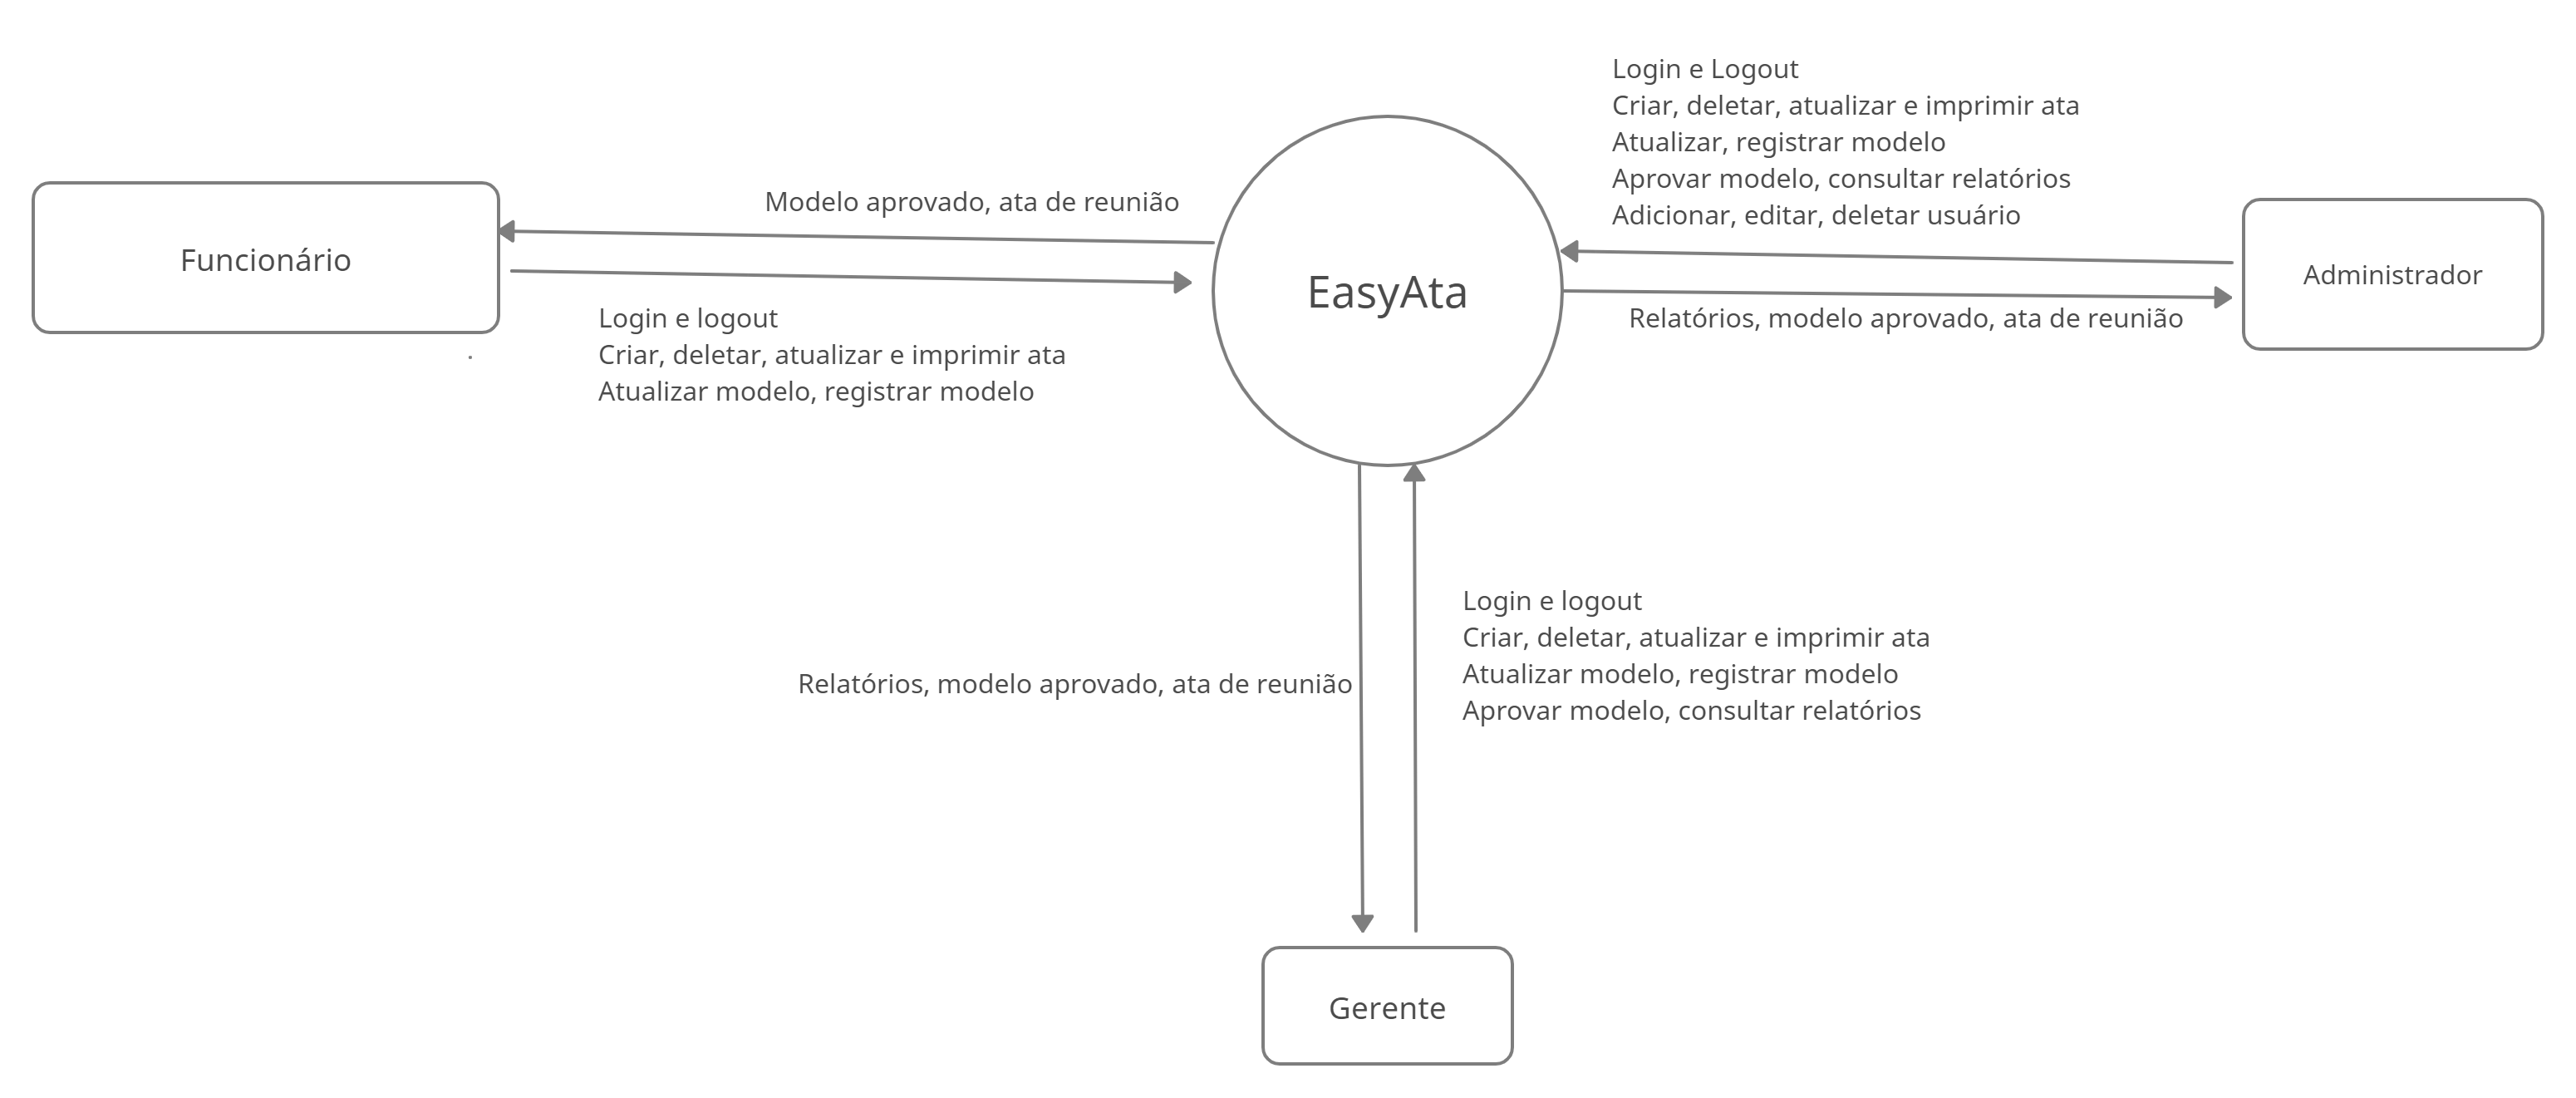 Login e Logout
Criar, deletar, atualizar e imprimir ata
Atualizar, registrar modelo
Aprovar modelo, consultar relatórios
Adicionar, editar, deletar usuário
Modelo aprovado, ata de reunião
Funcionário
EasyAta
Administrador
Login e logout
Criar, deletar, atualizar e imprimir ata
Atualizar modelo, registrar modelo
Relatórios, modelo aprovado, ata de reunião
Login e logout
Criar, deletar, atualizar e imprimir ata
Atualizar modelo, registrar modelo
Aprovar modelo, consultar relatórios
Relatórios, modelo aprovado, ata de reunião
Gerente